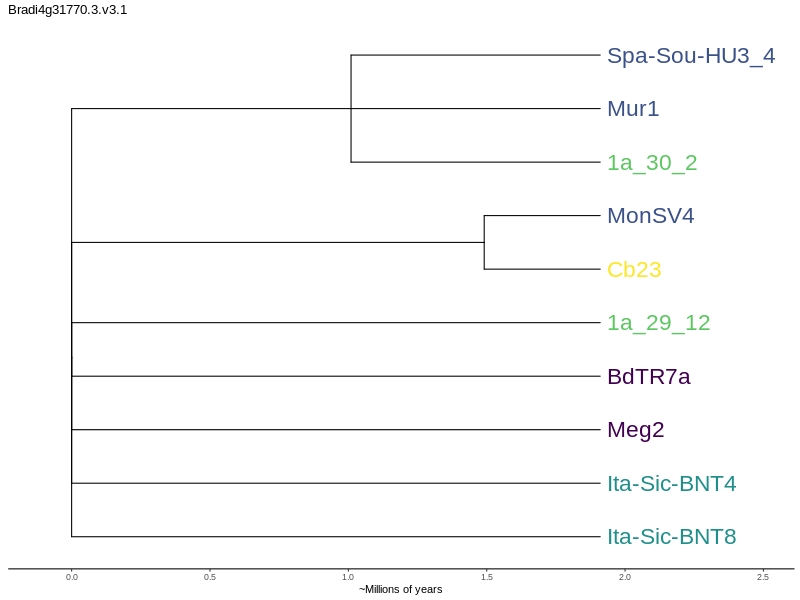 Bradi4g31770.3.v3.1
Spa-Sou-HU3_4
Mur1
1a_30_2
MonSV4
Cb23
1a_29_12
BdTR7a
Meg2
Ita-Sic-BNT4
Ita-Sic-BNT8
0.0 0.5 1.0 1.5 2.0 2.5
~Millions of years